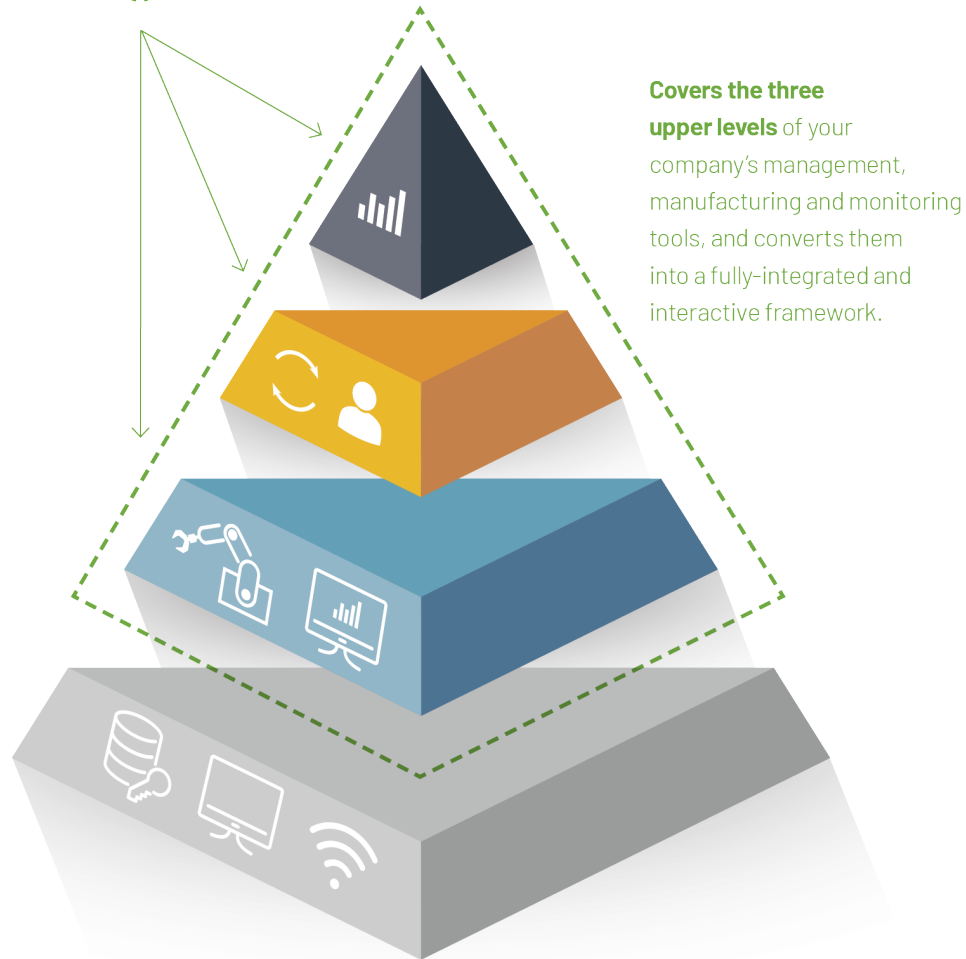 Covers the three
upper levels of your
company's management,
manufacturing and monitoring
tools, and converts them
into a fully-integrated and
interactive framework.